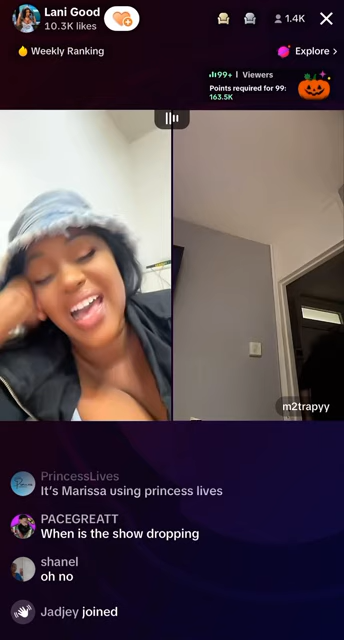 Lani Good
10.3K likes
1.4K
Weekly Ranking
Explore >
99+ | Viewers
Points required for 99:
163.5K
m2trapyy
PrincessLives
It's Marissa using princess lives
PACEGREATT
When is the show dropping
shanel
oh no
Jadjey joined